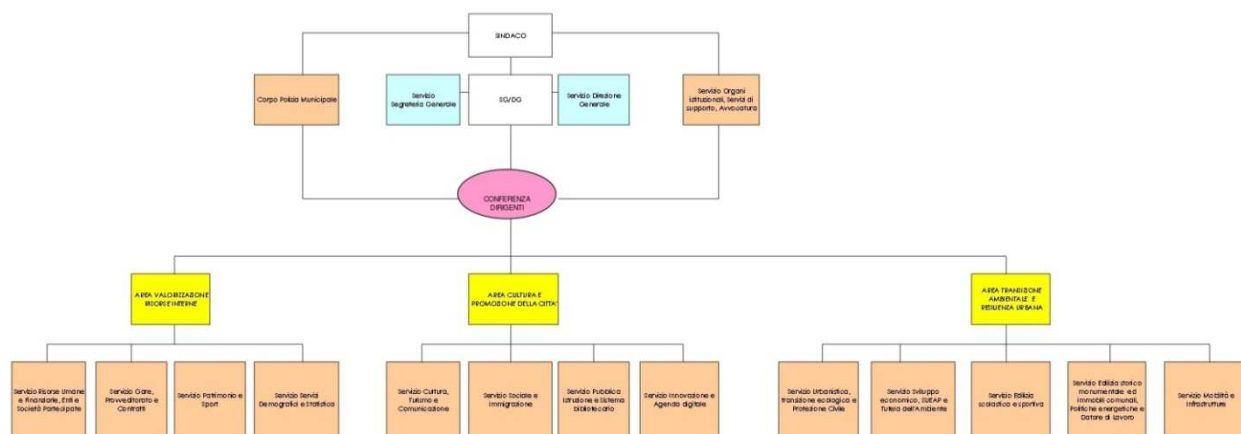 SINDACO
Corpo Polizia Municipale
Servizio
Segreteria Generale
SG/DG
Servizio Direzione
Generale
Servizio Organi
Istituzionali, Servizi di
supporto, Avvocatura
CONFERENZA
DIRIGENTI
AREA VALORIZZAZIONE
RISORSE INTERNE
AREA CULTURA E
PROMOZIONE DELLA CITTA'
AREA TRANSIZIONE
AMBIENTALE E
RESILIENZA URBANA
Servizio Risorse Umane
e finanziarie, Enti e
Società Partecipate
Servizio Gare,
Provveditorato e
Contratti
Servizio Patrimonio e
Sport
Servizio Servizi
Demografici e Statistica
Servizio Cultura,
Turismo e
Comunicazione
Servizio Sociale e
immigrazione
Servizio Pubblica
Istruzione e Sistema
bibliotecario
Servizio Innovazione e
Agenda digitale
Servizio Urbanistica,
transizione ecologica e
Protezione Civile
Servizio Sviluppo
economico, SUEAP e
Tutela dell'Ambiente
Servizio Edilizia
scolastica e sportiva
Servizio Edilizia storico
monumentale ed
immobili comunali,
Politiche energetiche e
Datore di Lavoro
Servizio Mobilità e
Infrastrutture